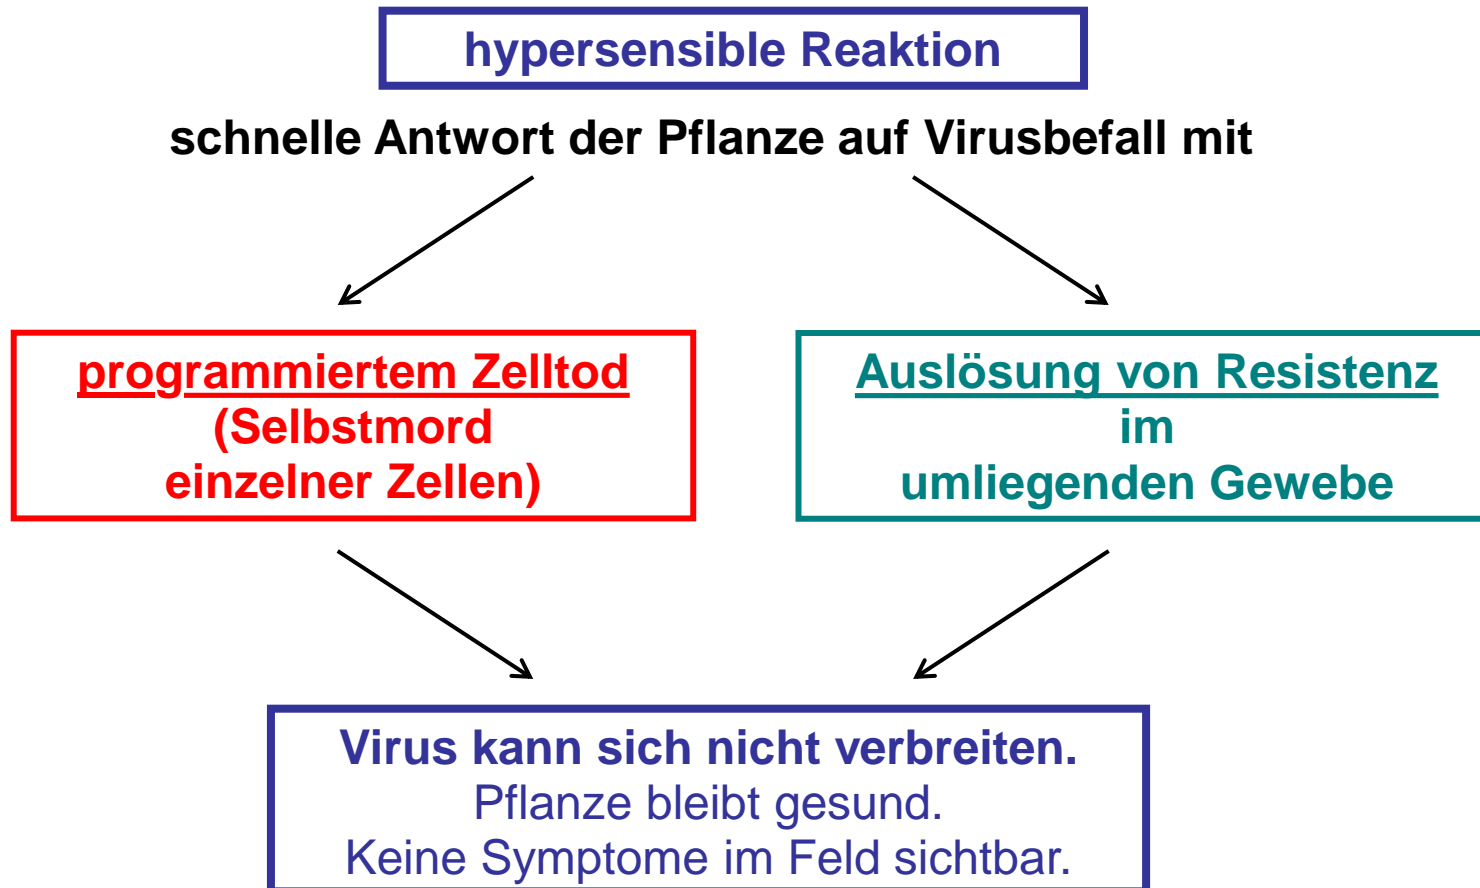 hypersensible Reaktion
schnelle Antwort der Pflanze auf Virusbefall mit
programmiertem Zelltod
(Selbstmord
einzelner Zellen)
Auslösung von Resistenz
im
umliegenden Gewebe
Virus kann sich nicht verbreiten.
Pflanze bleibt gesund.
Keine Symptome im Feld sichtbar.